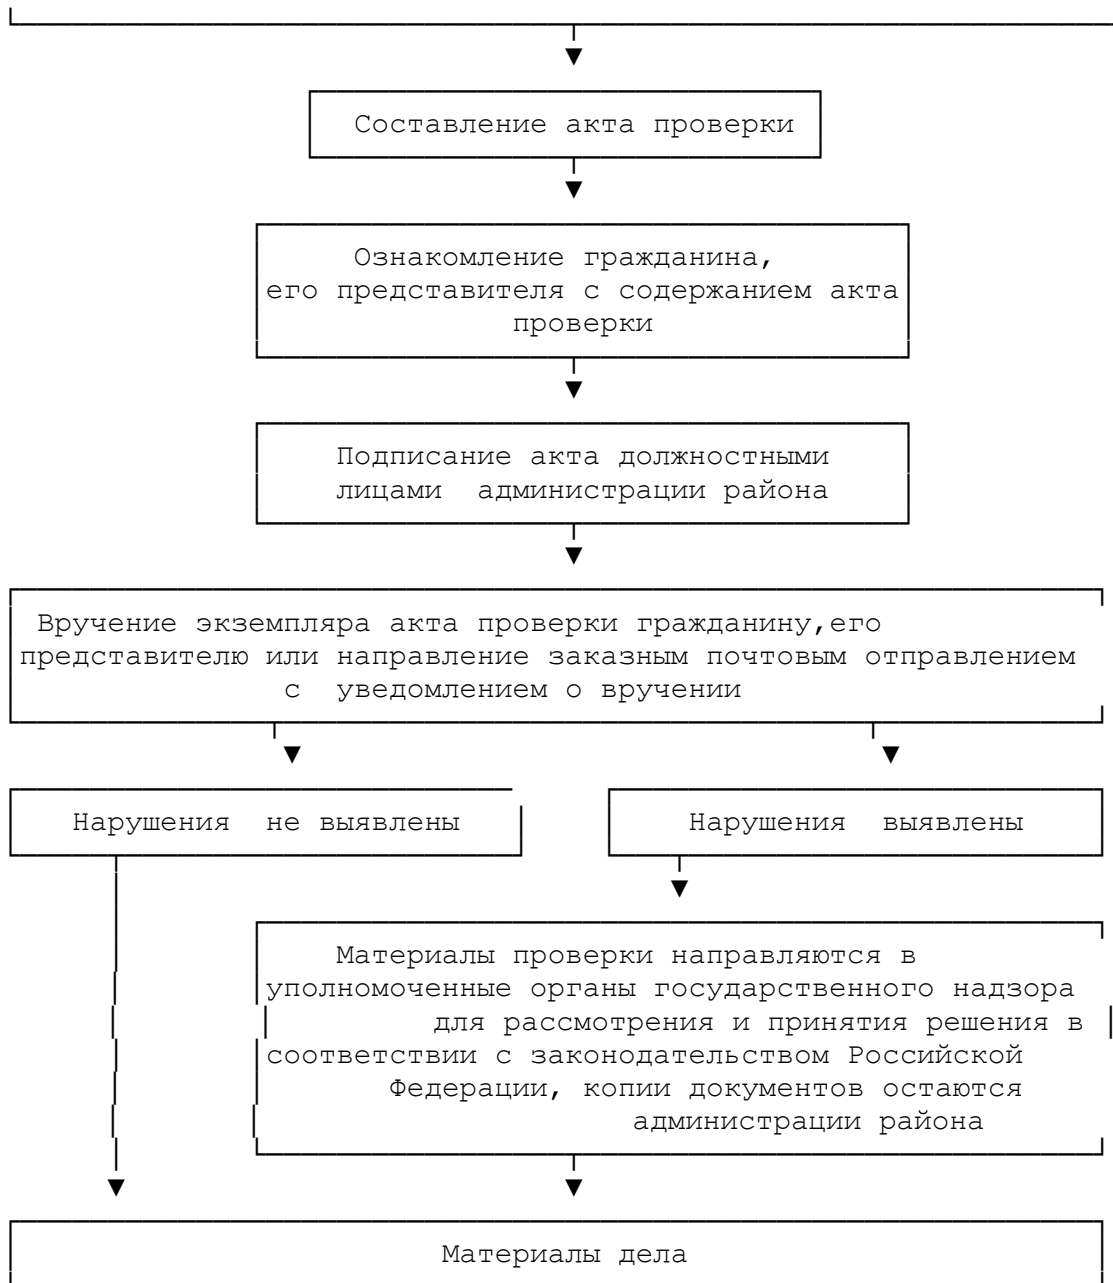 Составление акта проверки
Ознакомление гражданина,
его представителя с содержанием акта
проверки
Подписание акта должностными
лицами администрации района
Вручение экземпляра акта проверки гражданину,его
представителю или направление заказным почтовым отправлением
с уведомлением о вручении
Нарушения не выявлены
Нарушения выявлены
Материалы проверки направляются в
уполномоченные органы государственного надзора
для рассмотрения и принятия решения в
соответствии с законодательством Российской
Федерации, копии документов остаются
администрации района
Материалы дела